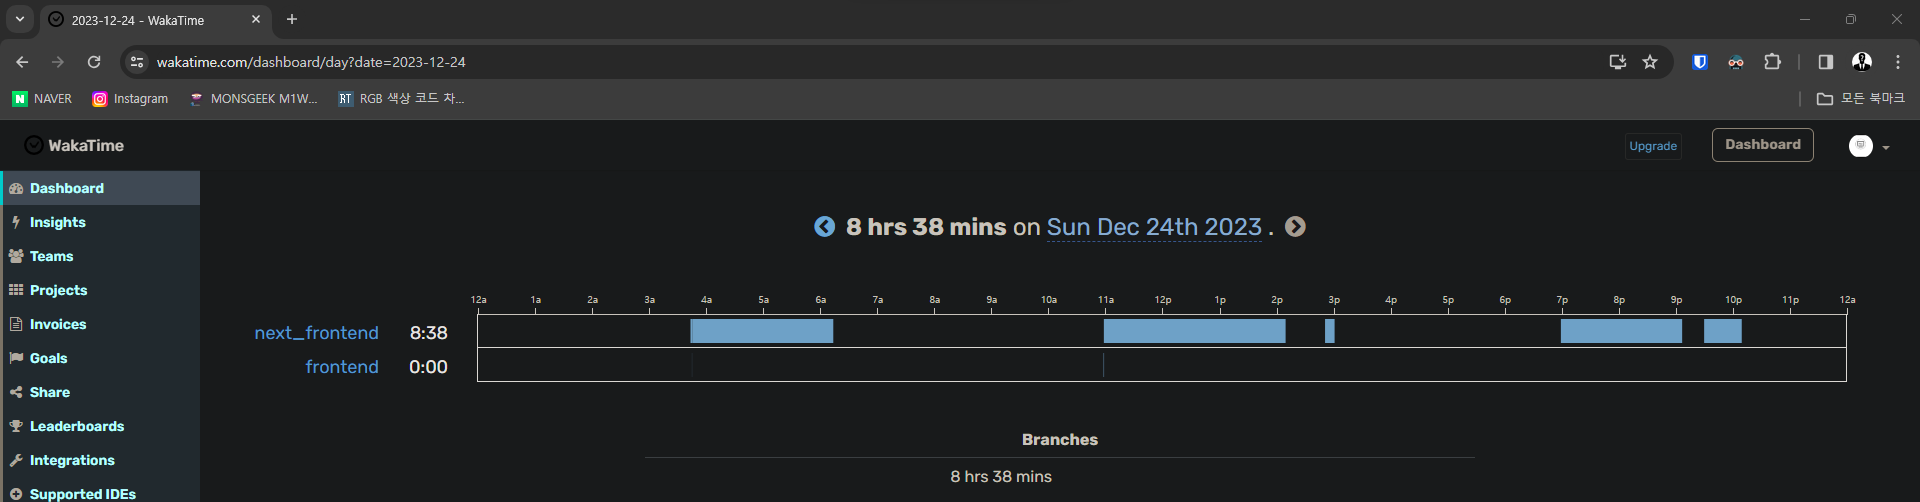 2023-12-24 - WakaTime
wakatime.com/dashboard/day?date=2023-12-24
NAVER Instagram MONSGEEK M1W... RT RGB 색상 코드 차... 모든 북마크
WakaTime Upgrade Dashboard
Dashboard
Insights
Teams
Projects
Invoices
Goals
Share
Leaderboards
Integrations
Supported IDEs
8 hrs 38 mins on Sun Dec 24th 2023 .
12a 1a 2a 3a 4a 5a 6a 7a 8a 9a 10a 11a 12p 1p 2p 3p 4p 5p 6p 7p 8p 9p 10p 11p 12a
next_frontend 8:38
frontend 0:00
Branches
8 hrs 38 mins